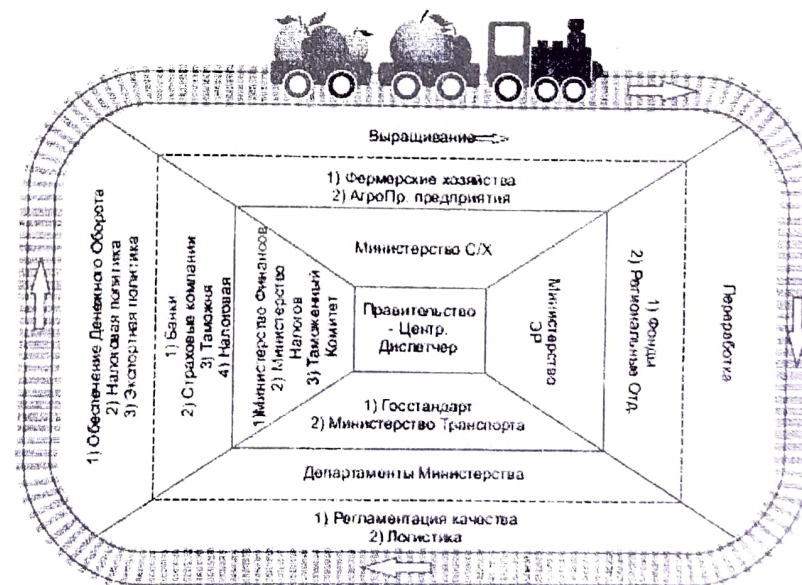 Выращивание
1) Фермерские хозяйства
2) АгроПр. предприятия
Министерство С/Х
Правительство
- Центр.
Диспетчер
1) Госстандарт
2) Министерство Транспорта
Департаменты Министерства
1) Регламентация качества
2) Логистика
1) Обеспечение Денежного Оборота
2) Налоговая политика
3) Экспортная политика
1) Банки
2) Страховые компании
3) Таможня
4) Налоговая
1) Министерство Финансов
2) Министерство
Налогов
3) Таможенный
Комитет
Министерство
ЭР
1) Фонды
2) Региональные Отд.
Переработка